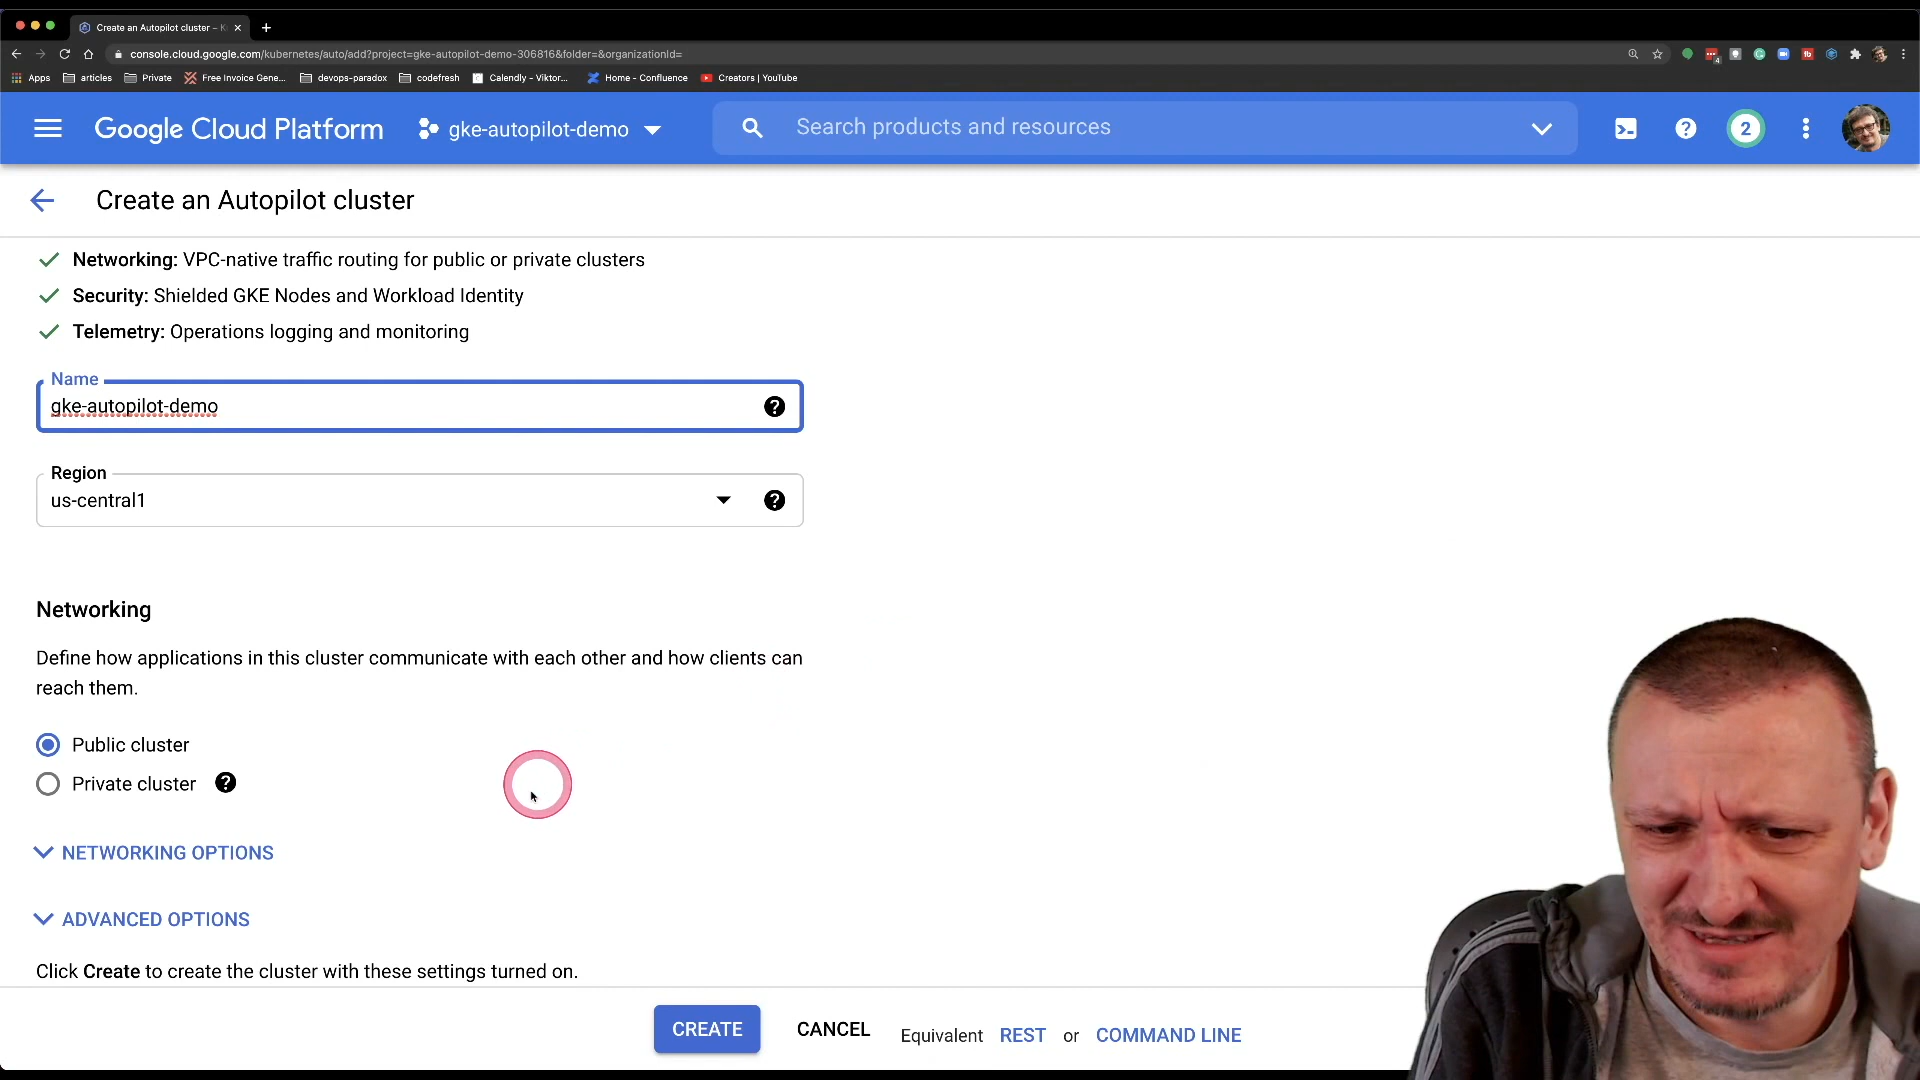 Create an Autopilot cluster – K
console.cloud.google.com/kubernetes/auto/add?project=gke-autopilot-demo-306816&folder=&organizationId=
Apps articles Private Free Invoice Gene... devops-paradox codefresh Calendly - Viktor... Home - Confluence Creators | YouTube
Google Cloud Platform gke-autopilot-demo Search products and resources 2
Create an Autopilot cluster
Networking: VPC-native traffic routing for public or private clusters
Security: Shielded GKE Nodes and Workload Identity
Telemetry: Operations logging and monitoring
Name
gke-autopilot-demo
Region
us-central1
Networking
Define how applications in this cluster communicate with each other and how clients can
reach them.
Public cluster
Private cluster
NETWORKING OPTIONS
ADVANCED OPTIONS
Click Create to create the cluster with these settings turned on.
CREATE CANCEL Equivalent REST or COMMAND LINE